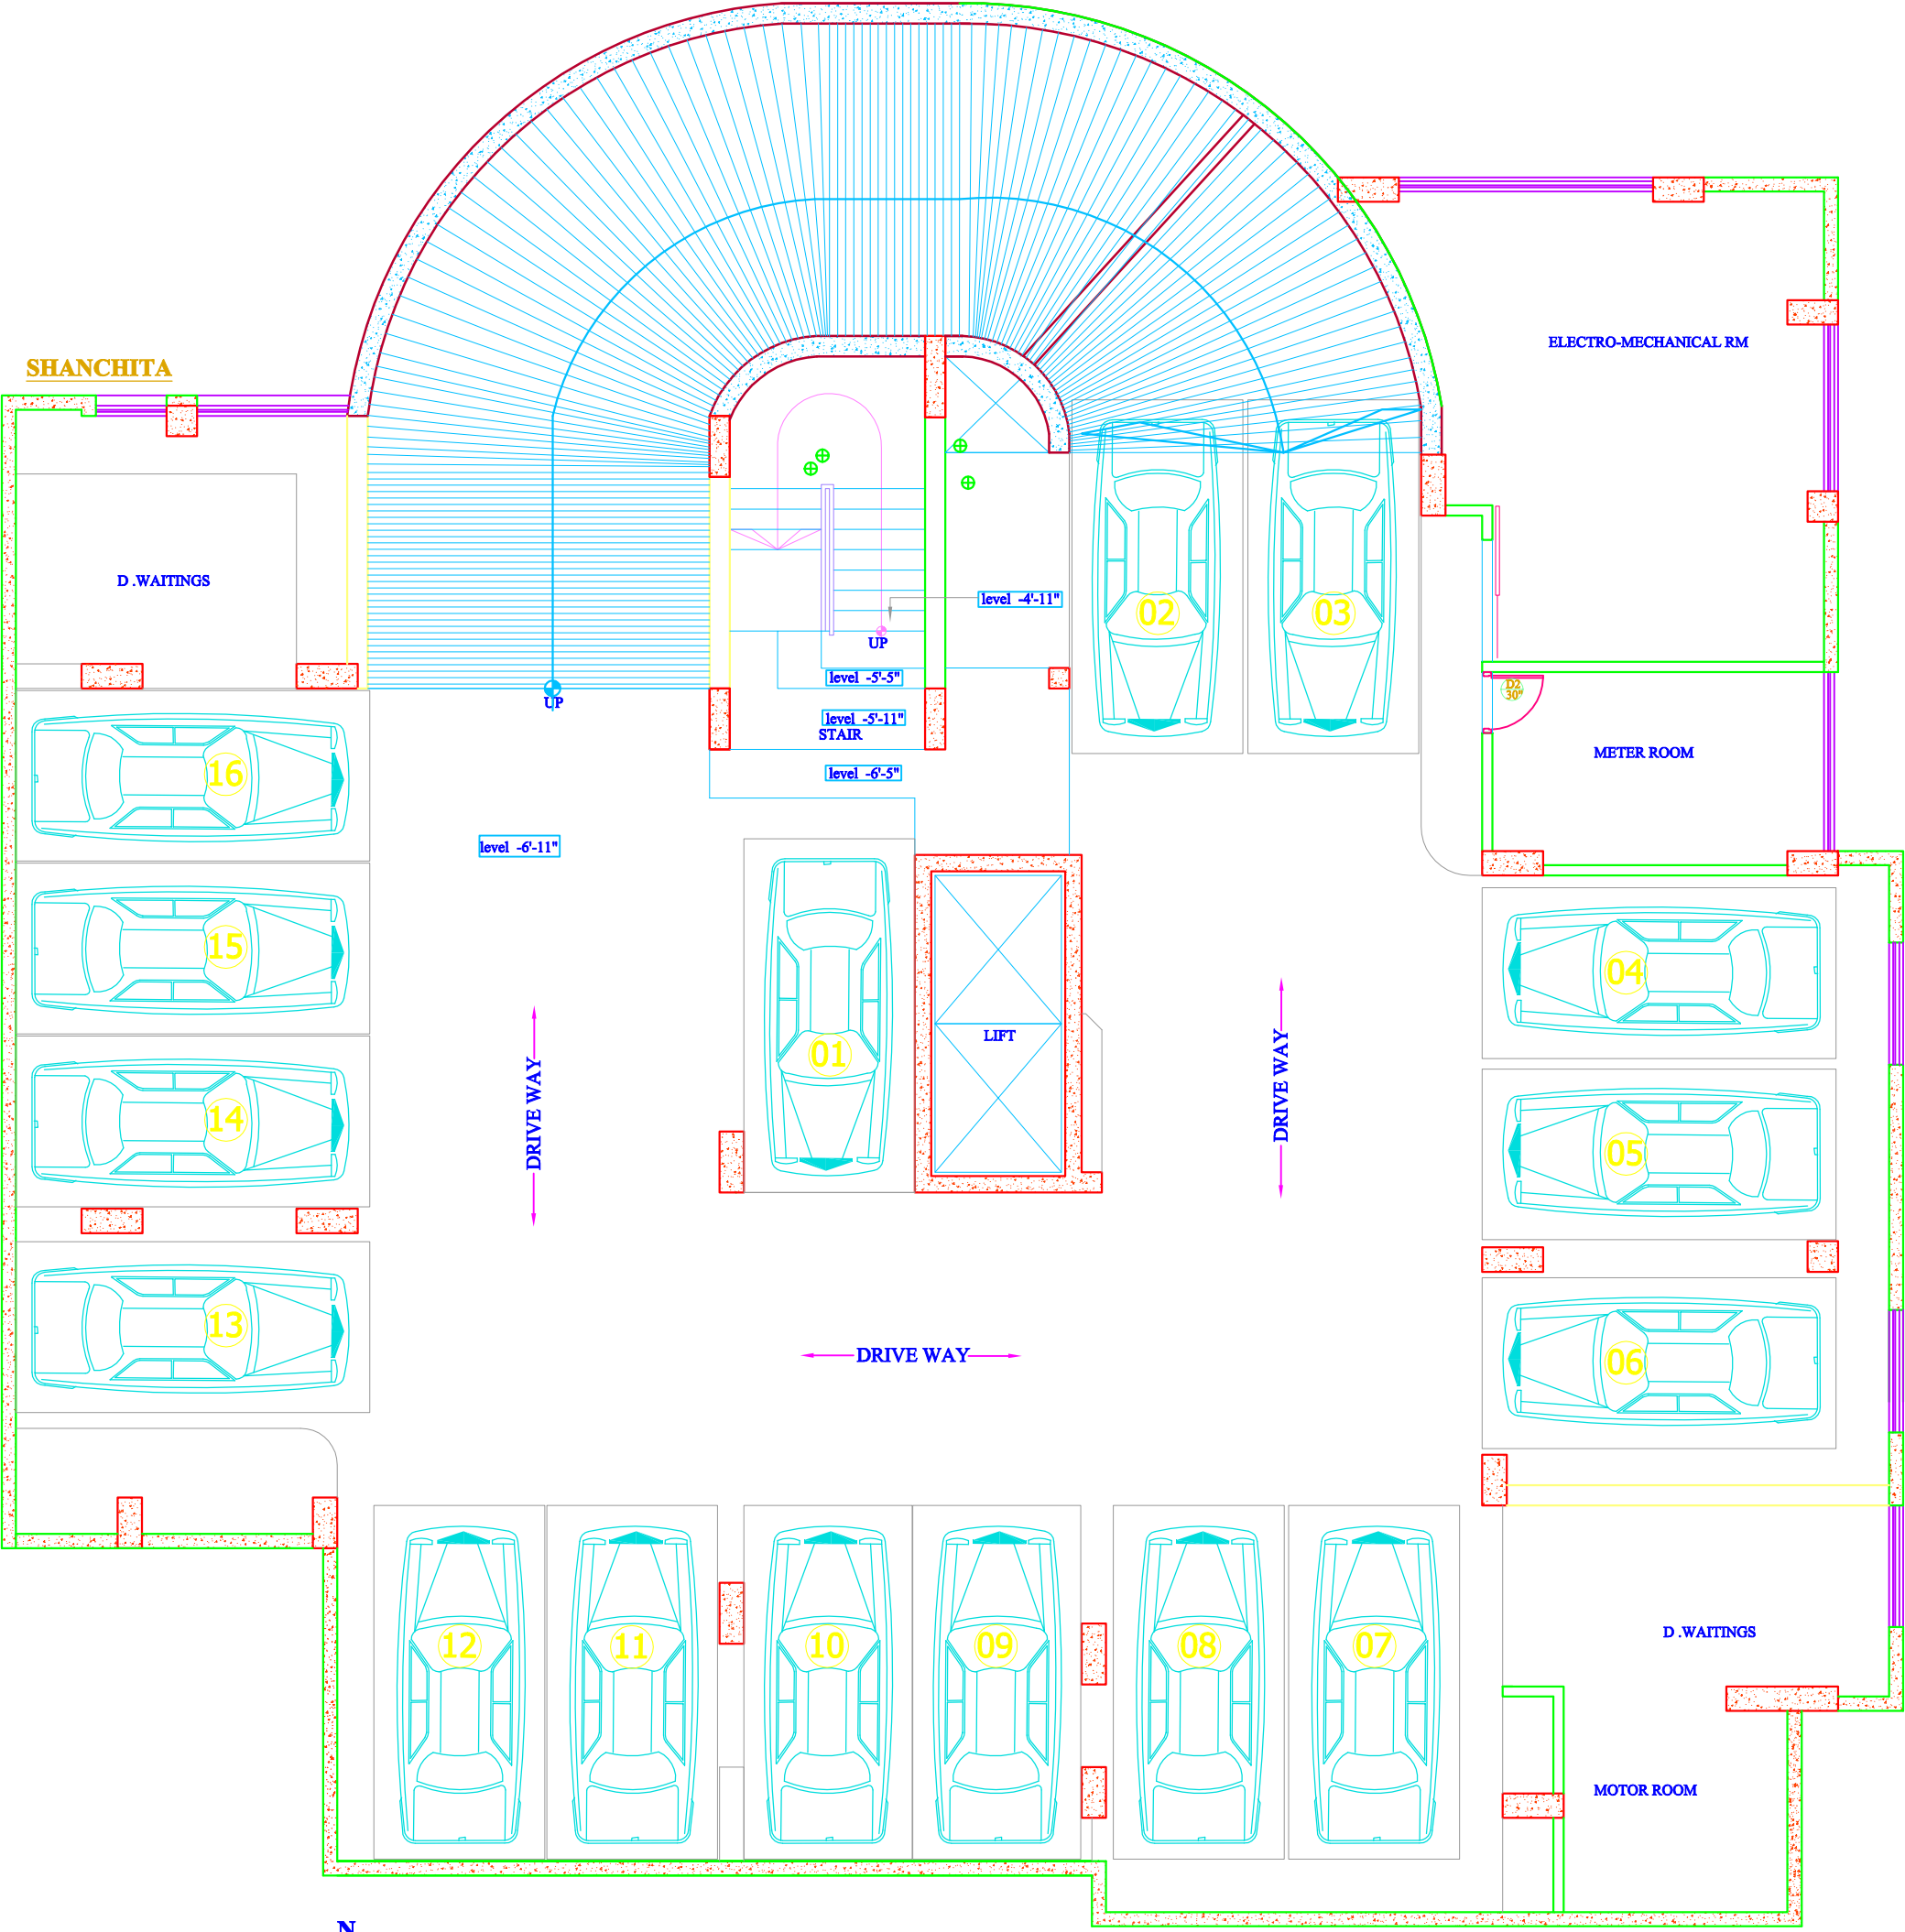 SHANCHITA
ELECTRO-MECHANICAL RM
D .WAITINGS
02
03
level -4'-11"
UP
level -5'-5"
D2
30"
UP
level -5'-11"
STAIR
METER ROOM
level -6'-5"
16
level -6'-11"
15
04
LIFT
01
DRIVE WAY
DRIVE WAY
14
05
13
DRIVE WAY
06
12
11
10
09
08
07
D .WAITINGS
MOTOR ROOM
N